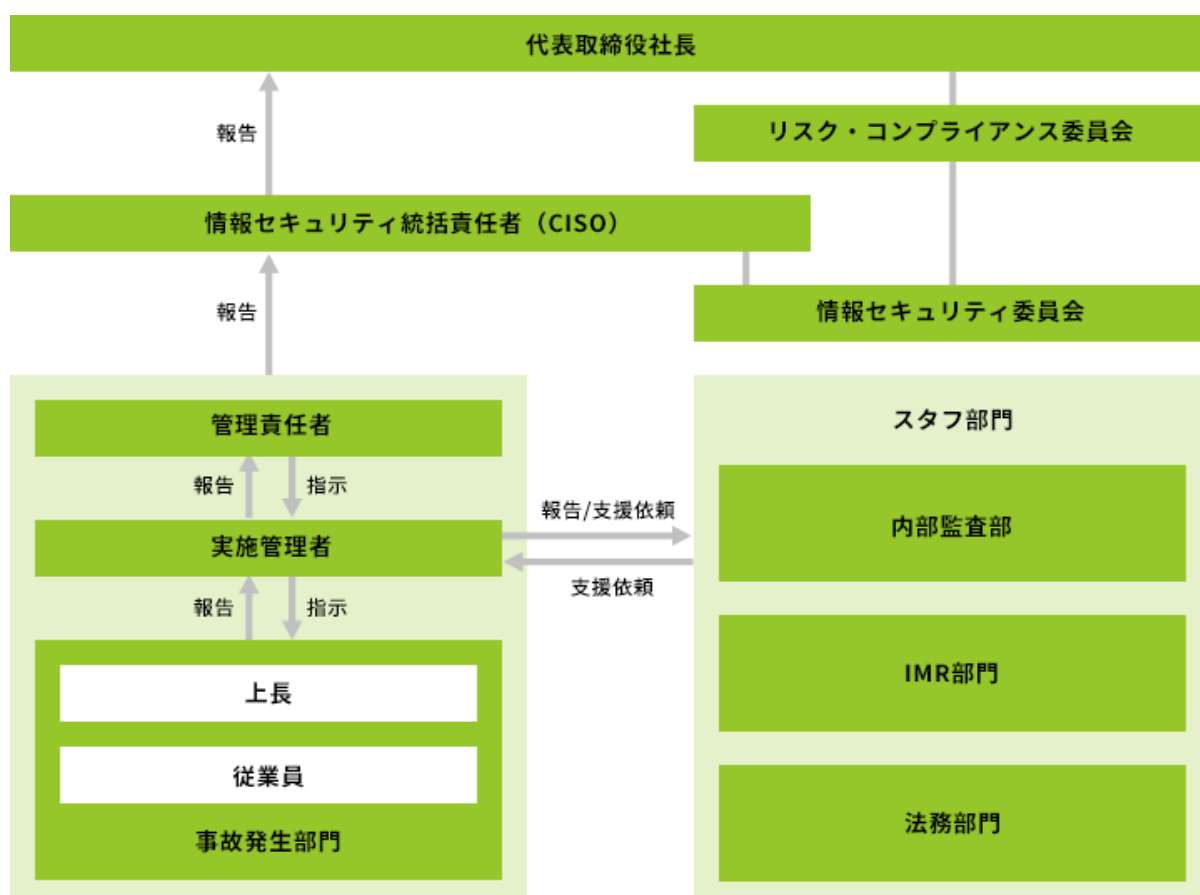 代表取締役社長
報告
リスク・コンプライアンス委員会
情報セキュリティ統括責任者（CISO）
報告
情報セキュリティ委員会
管理責任者
報告
指示
実施管理者
報告
指示
上長
従業員
事故発生部門
報告/支援依頼
支援依頼
スタフ部門
内部監査部
IMR部門
法務部門